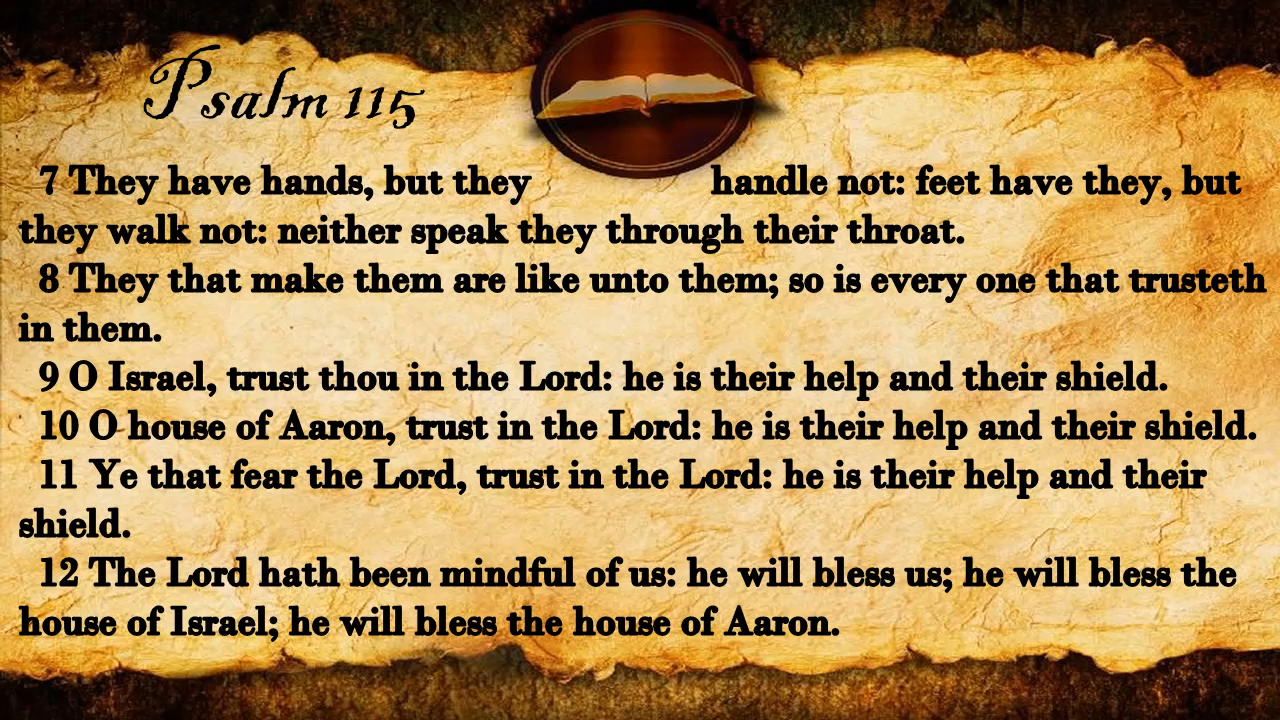 Psalm 115
7 They have hands, but they handle not: feet have they, but
they walk not: neither speak they through their throat.
8 They that make them are like unto them; so is every one that trusteth
in them.
9 O Israel, trust thou in the Lord: he is their help and their shield.
10 O house of Aaron, trust in the Lord: he is their help and their shield.
11 Ye that fear the Lord, trust in the Lord: he is their help and their
shield.
12 The Lord hath been mindful of us: he will bless us; he will bless the
house of Israel; he will bless the house of Aaron.